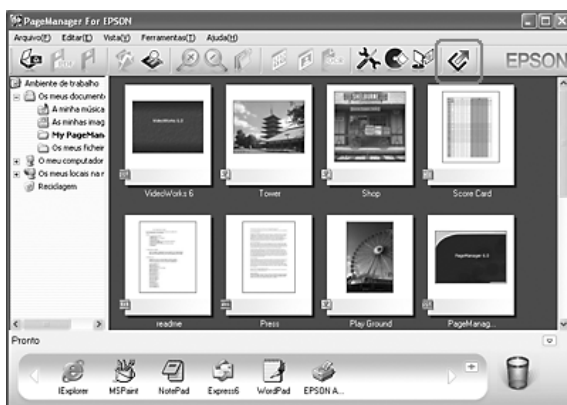 PageManager For EPSON
Arquivo(F) Editar(E) Vista(V) Ferramentas(T) Ajuda(H)
EPSON
Ambiente de trabalho
Os meus document
A minha música
As minhas imag
My PageMan
Os meus ficheir
O meu computador
Os meus locais na r
Reciclagem
VideoWorks 6
Tower
Shop
Score Card
readme
Press
Play Ground
PageManag...
Pronto
IExplorer MSPaint NotePad Express6 WordPad EPSON A...